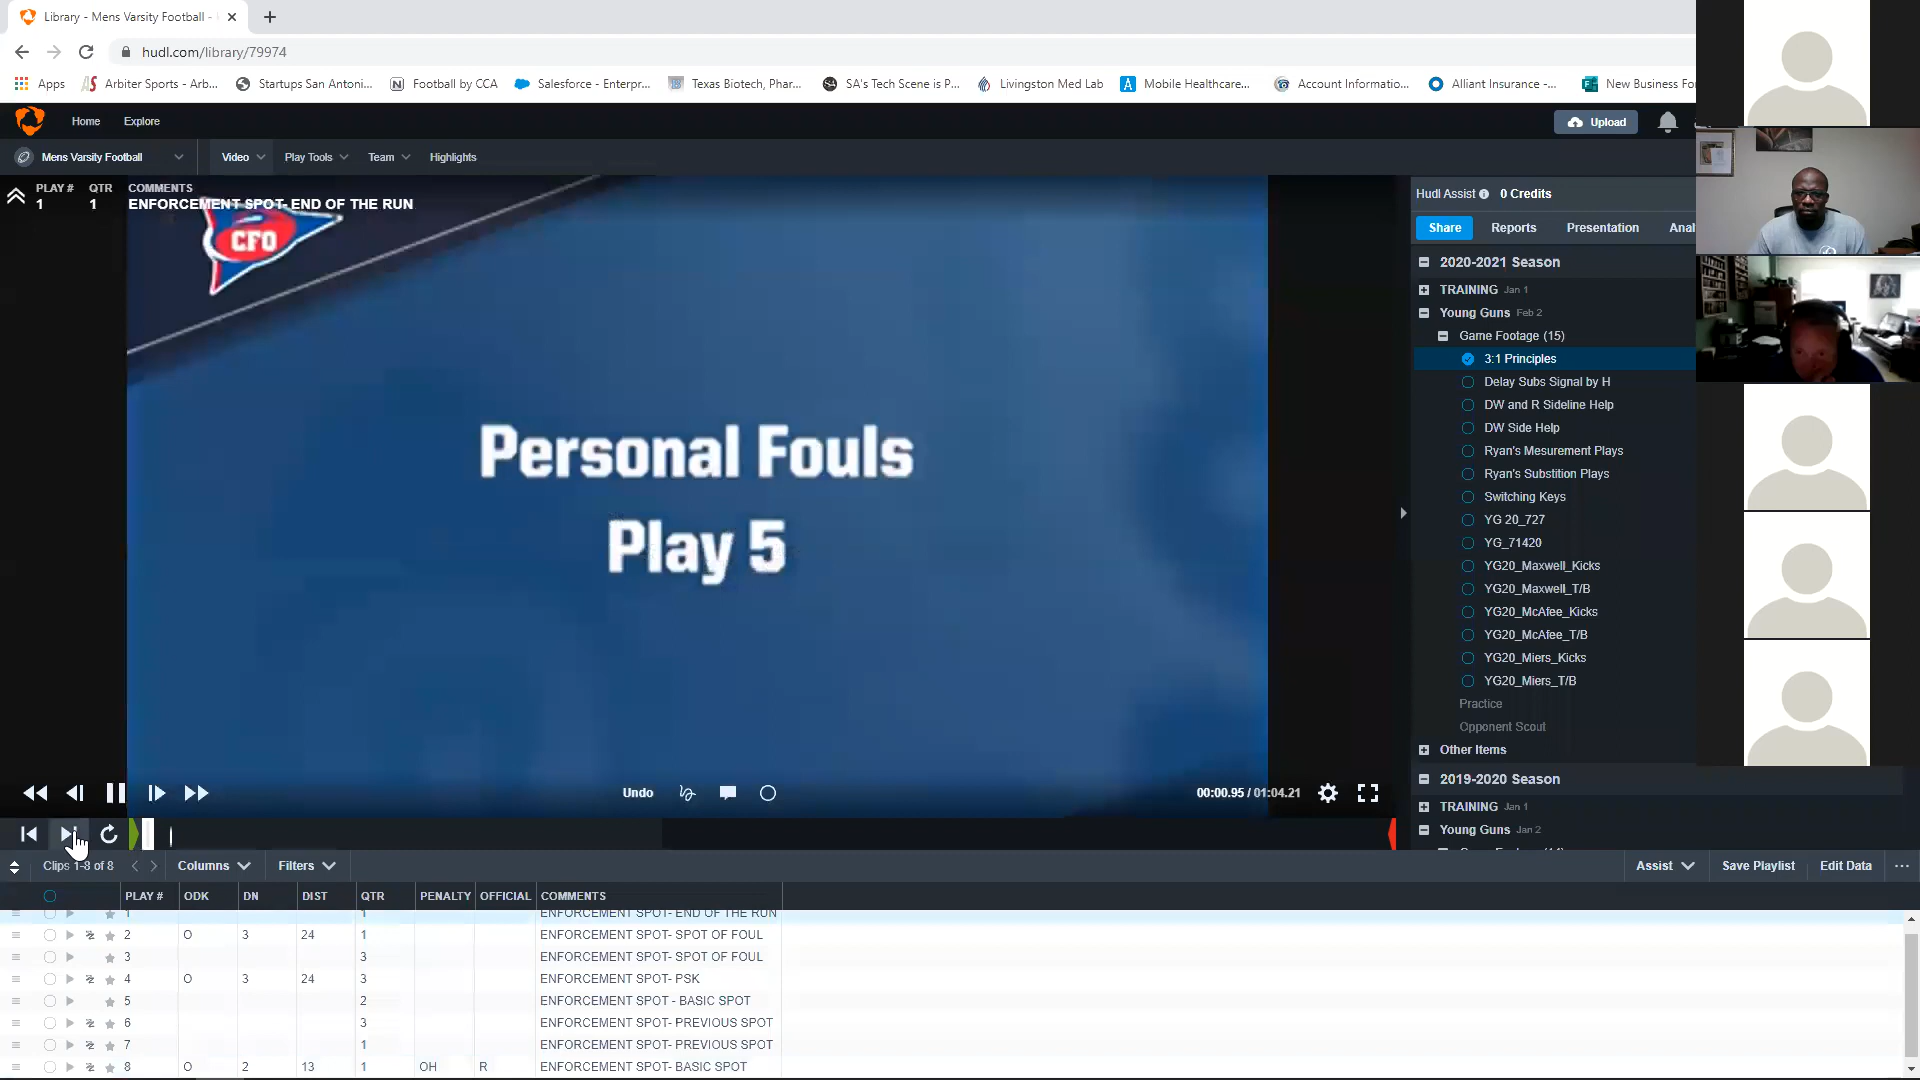 Library - Mens Varsity Football -
hudl.com/library/79974
Apps
Arbiter Sports - Arb...
Startups San Antoni...
Football by CCA
Salesforce - Enterpr...
Texas Biotech, Phar...
SA's Tech Scene is P...
Livingston Med Lab
Mobile Healthcare...
Account Informatio...
Alliant Insurance -...
New Business Fo
Home
Explore
Upload
Mens Varsity Football
Video
Play Tools
Team
Highlights
PLAY # QTR COMMENTS
1 1 ENFORCEMENT SPOT- END OF THE RUN
CFO
Personal Fouls
Play 5
Hudl Assist 0 Credits
Share Reports Presentation Anal
2020-2021 Season
TRAINING Jan 1
Young Guns Feb 2
Game Footage (15)
3:1 Principles
Delay Subs Signal by H
DW and R Sideline Help
DW Side Help
Ryan's Mesurement Plays
Ryan's Substition Plays
Switching Keys
YG 20_727
YG_71420
YG20_Maxwell_Kicks
YG20_Maxwell_T/B
YG20_McAfee_Kicks
YG20_McAfee_T/B
YG20_Miers_Kicks
YG20_Miers_T/B
Practice
Opponent Scout
Other Items
2019-2020 Season
TRAINING Jan 1
Young Guns Jan 2
Undo
00:00.95 / 01:04.21
Clips 1-8 of 8
Columns
Filters
Assist
Save Playlist
Edit Data
PLAY # ODK DN DIST QTR PENALTY OFFICIAL COMMENTS
1 1 ENFORCEMENT SPOT- END OF THE RUN
2 O 3 24 1 ENFORCEMENT SPOT- SPOT OF FOUL
3 3 ENFORCEMENT SPOT- SPOT OF FOUL
4 O 3 24 3 ENFORCEMENT SPOT- PSK
5 2 ENFORCEMENT SPOT - BASIC SPOT
6 3 ENFORCEMENT SPOT- PREVIOUS SPOT
7 1 ENFORCEMENT SPOT- PREVIOUS SPOT
8 O 2 13 1 OH R ENFORCEMENT SPOT- BASIC SPOT